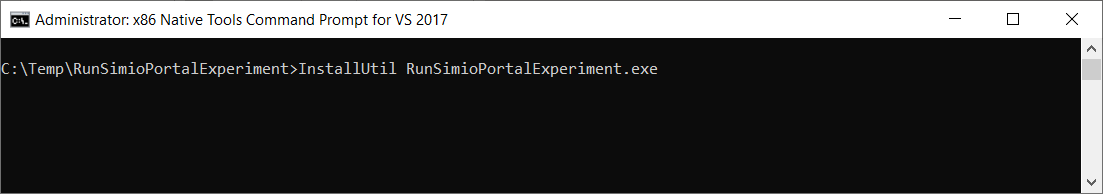 Administrator: x86 Native Tools Command Prompt for VS 2017
C:\Temp\RunSimioPortalExperiment>InstallUtil RunSimioPortalExperiment.exe